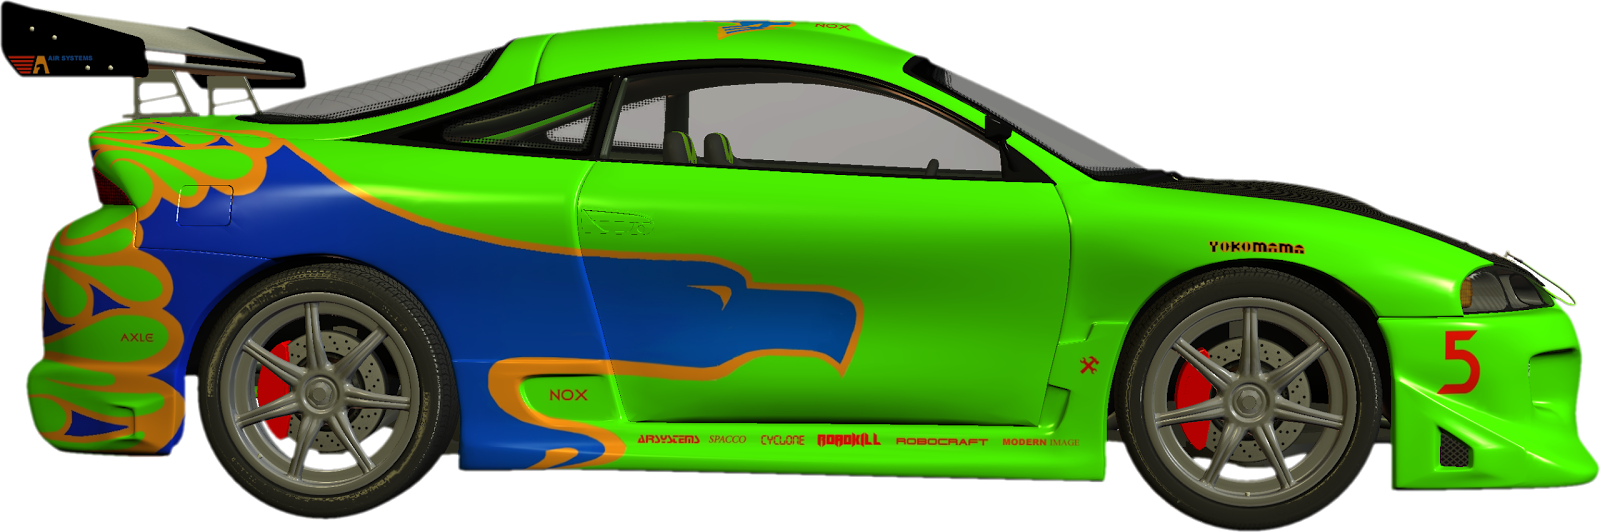 NOX
AIR SYSTEMS
YOKOMAMA
AXLE
5
NOX
AIRSYSTEMS SPACCO CYCLONE ROADKILL ROBOCRAFT MODERN IMAGE